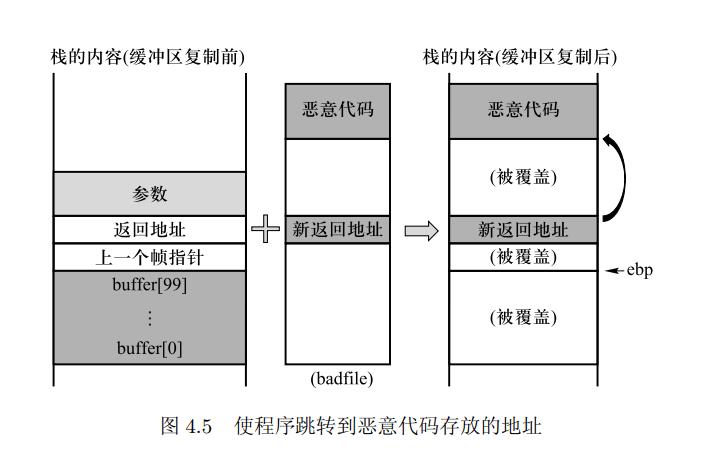 栈的内容(缓冲区复制前)
参数
返回地址
上一个帧指针
buffer[99]
⋮
buffer[0]
恶意代码
新返回地址
(badfile)
栈的内容(缓冲区复制后)
恶意代码
(被覆盖)
新返回地址
(被覆盖)
ebp
(被覆盖)
图 4.5 使程序跳转到恶意代码存放的地址